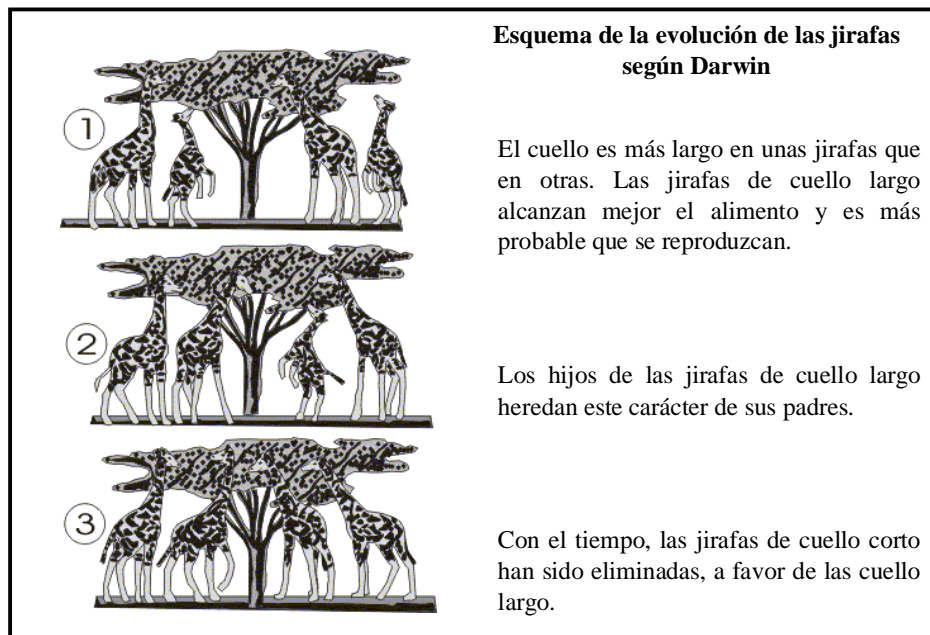 Esquema de la evolución de las jirafas
según Darwin
1
El cuello es más largo en unas jirafas que
en otras. Las jirafas de cuello largo
alcanzan mejor el alimento y es más
probable que se reproduzcan.
2
Los hijos de las jirafas de cuello largo
heredan este carácter de sus padres.
3
Con el tiempo, las jirafas de cuello corto
han sido eliminadas, a favor de las cuello
largo.